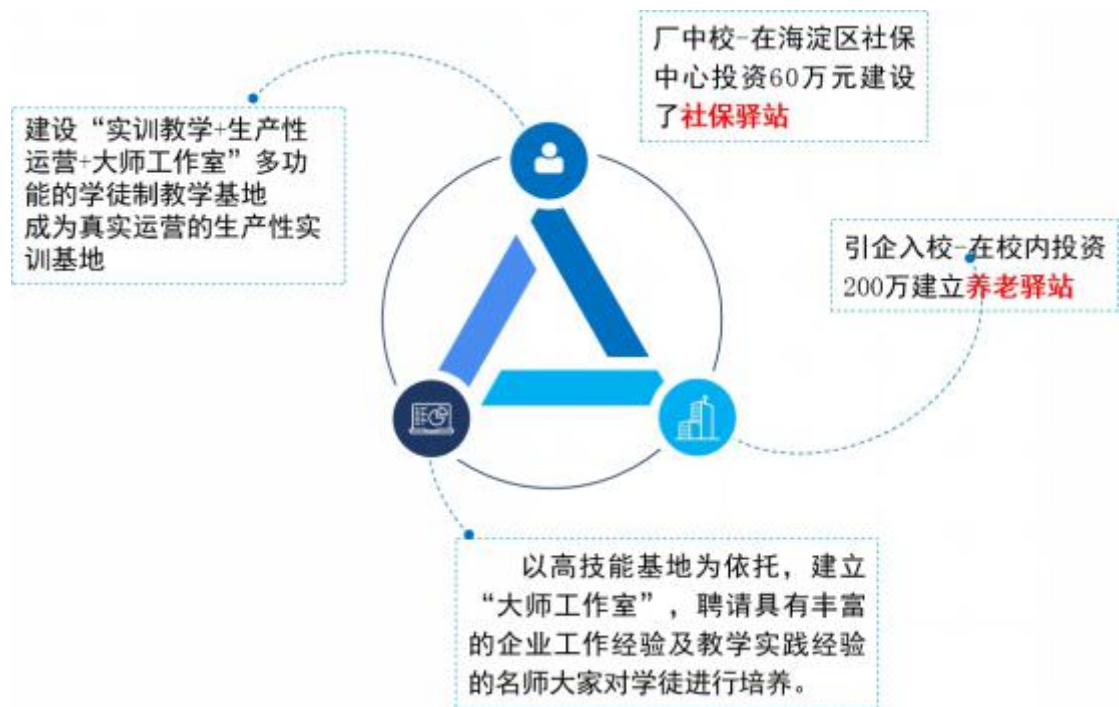 厂中校-在海淀区社保
中心投资60万元建设
了社保驿站
建设“实训教学+生产性
运营+大师工作室”多功
能的学徒制教学基地
成为真实运营的生产性实
训基地
引企入校-在校内投资
200万建立养老驿站
以高技能基地为依托，建立
“大师工作室”，聘请具有丰富
的企业工作经验及教学实践经验
的名师大家对学徒进行培养。